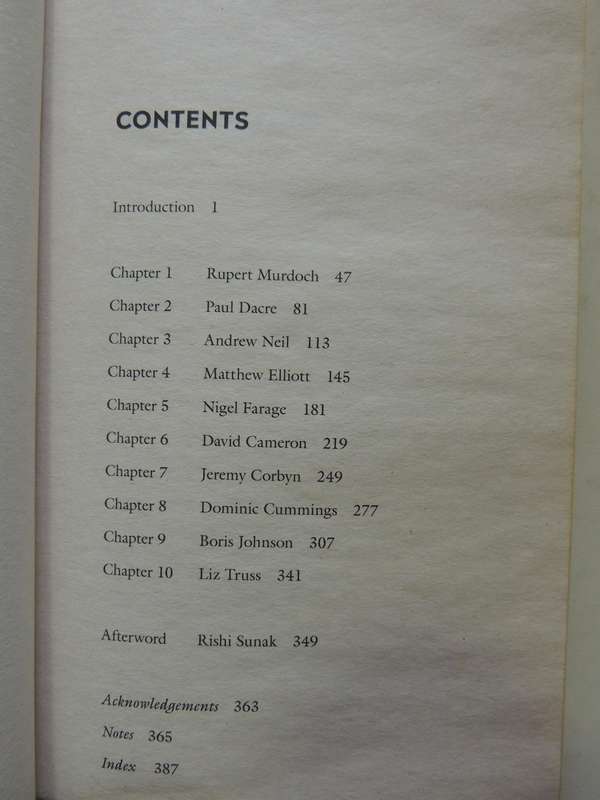 CONTENTS
Introduction 1
Chapter 1 Rupert Murdoch 47
Chapter 2 Paul Dacre 81
Chapter 3 Andrew Neil 113
Chapter 4 Matthew Elliott 145
Chapter 5 Nigel Farage 181
Chapter 6 David Cameron 219
Chapter 7 Jeremy Corbyn 249
Chapter 8 Dominic Cummings 277
Chapter 9 Boris Johnson 307
Chapter 10 Liz Truss 341
Afterword Rishi Sunak 349
Acknowledgements 363
Notes 365
Index 387